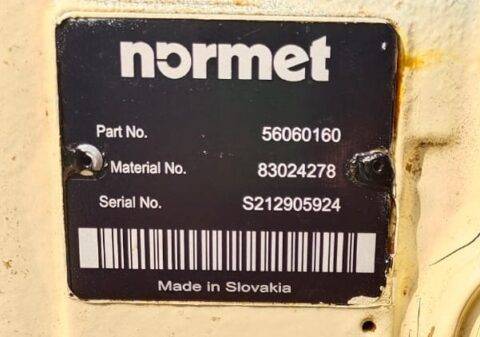 normet
Part No. 56060160
Material No. 83024278
Serial No. S212905924
Made in Slovakia